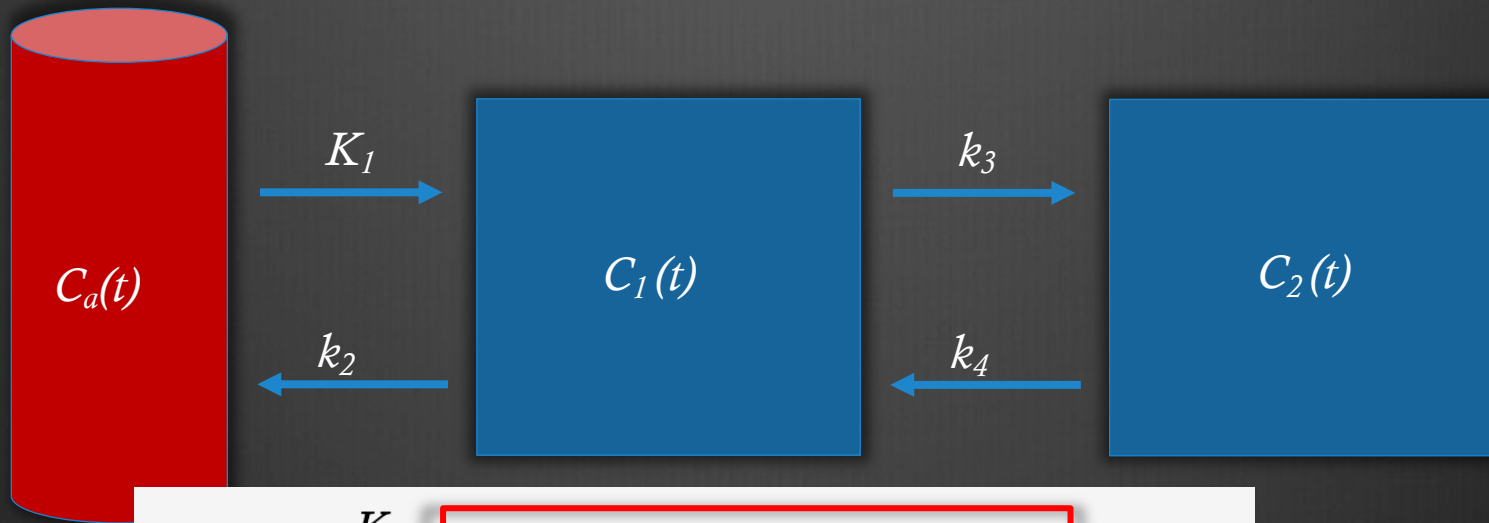 K₁
k₃
Cₐ(t)
C₁(t)
C₂(t)
k₂
k₄
K